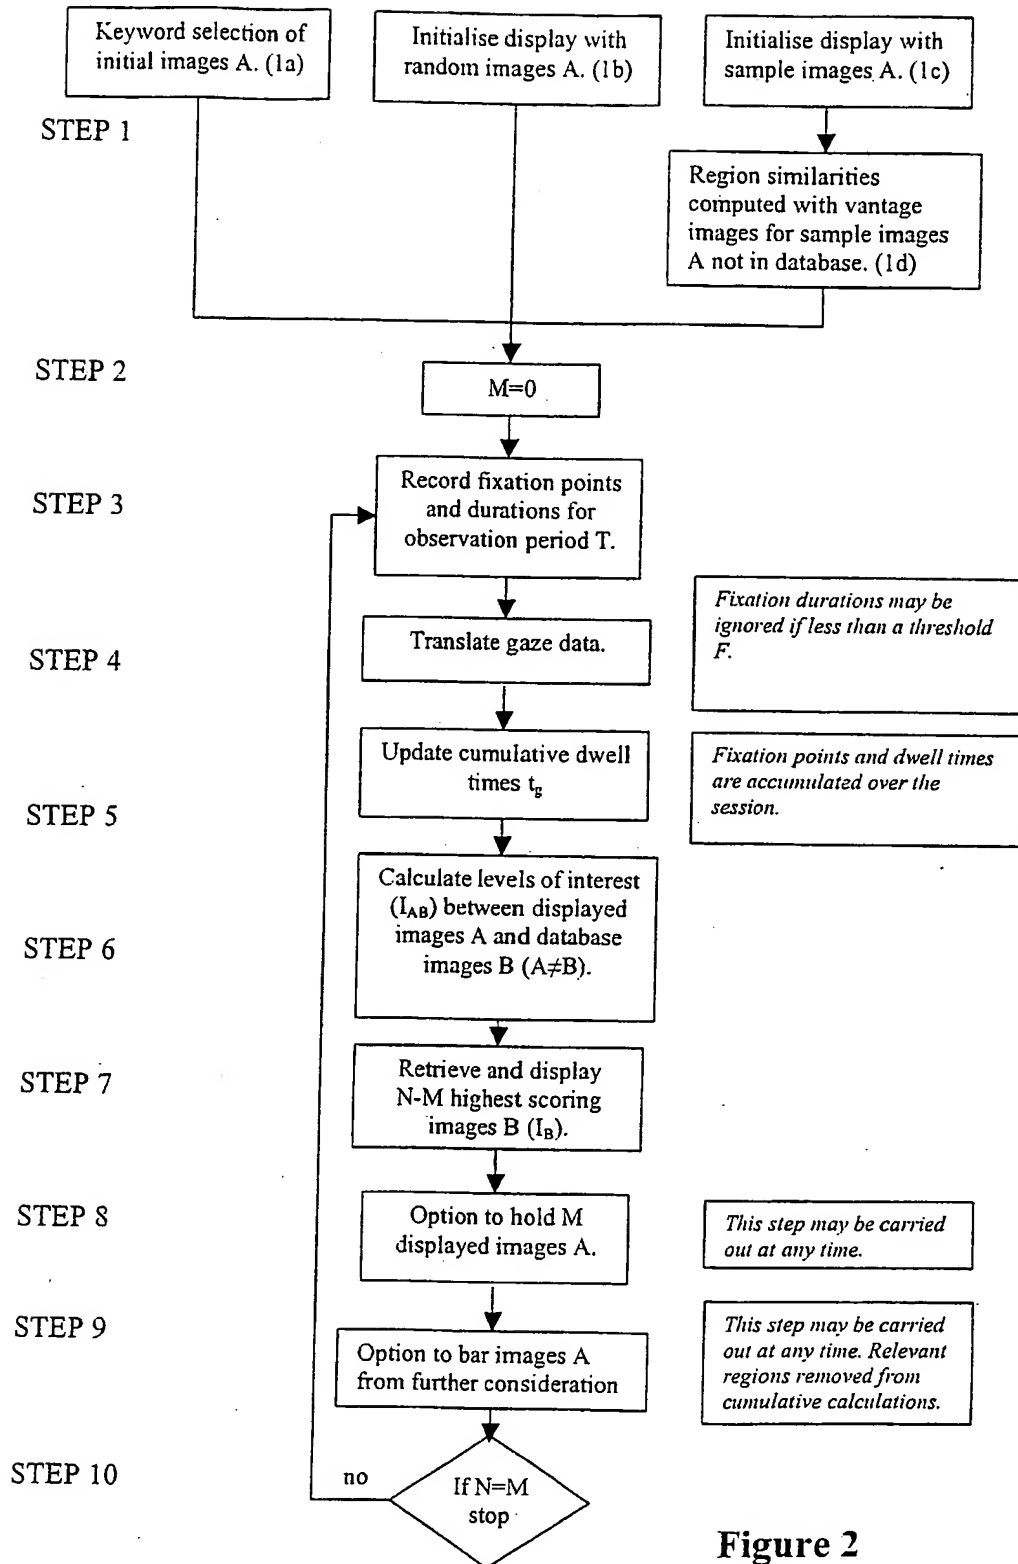 Keyword selection of
initial images A. (1a)
Initialise display with
random images A. (1b)
Initialise display with
sample images A. (1c)
STEP 1
Region similarities
computed with vantage
images for sample images
A not in database. (1d)
STEP 2
M=0
STEP 3
Record fixation points
and durations for
observation period T.
STEP 4
Translate gaze data.
Fixation durations may be
ignored if less than a threshold
F.
STEP 5
Update cumulative dwell
times tg
Fixation points and dwell times
are accumulated over the
session.
STEP 6
Calculate levels of interest
(IAB) between displayed
images A and database
images B (A≠B).
STEP 7
Retrieve and display
N-M highest scoring
images B (IB).
STEP 8
Option to hold M
displayed images A.
This step may be carried
out at any time.
STEP 9
Option to bar images A
from further consideration
This step may be carried
out at any time. Relevant
regions removed from
cumulative calculations.
STEP 10
no
If N=M
stop
Figure 2